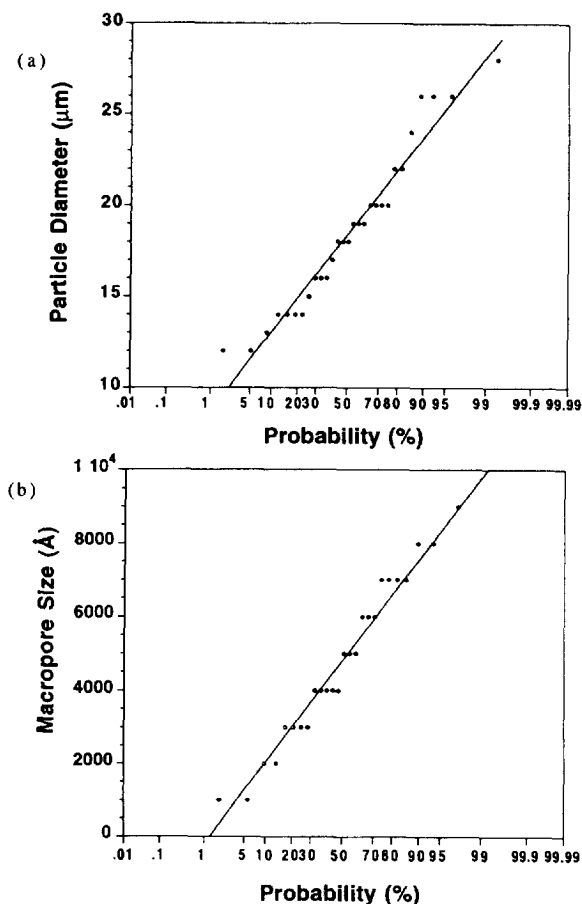 (a)
30
25
20
15
10
Particle Diameter (µm)
.01 .1 1 5 10 2030 50 7080 90 95 99 99.9 99.99
Probability (%)
(b)
1 10⁴
8000
6000
4000
2000
0
Macropore Size (Å)
.01 .1 1 5 10 2030 50 7080 90 95 99 99.9 99.99
Probability (%)